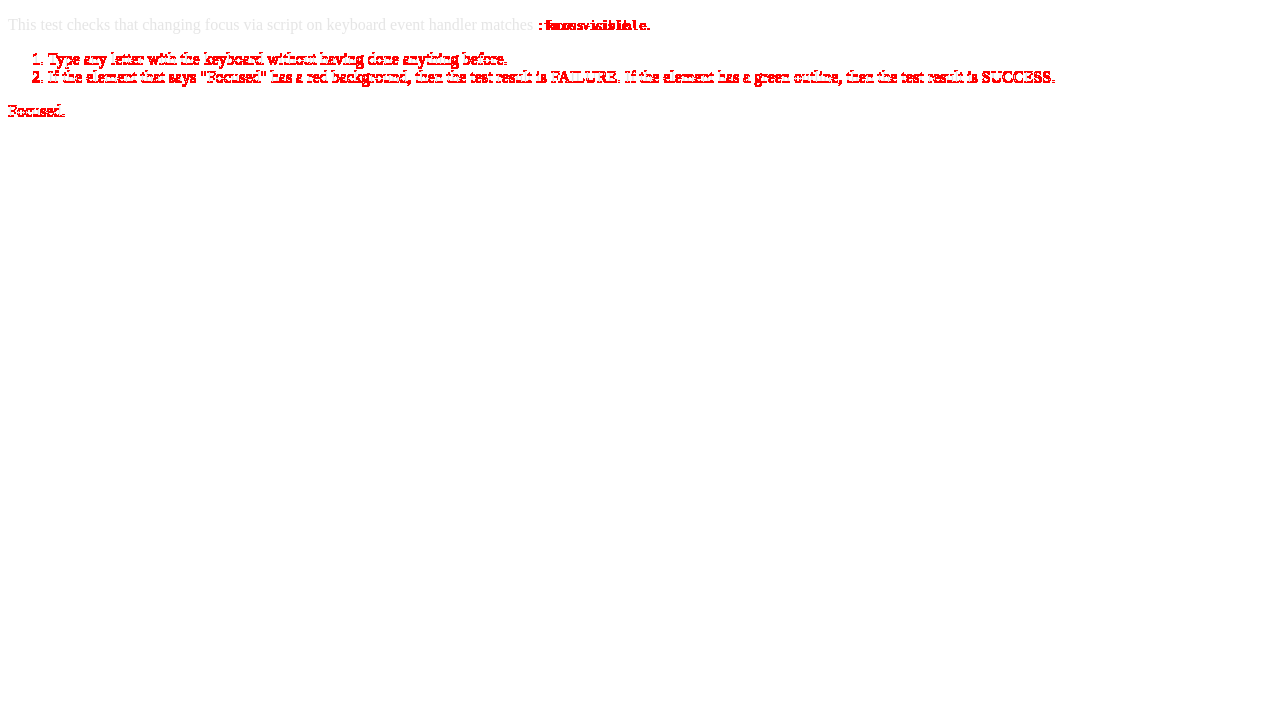 This test checks that changing focus via script on keyboard event handler matches :focus-visible.
1. Type any letter with the keyboard without having done anything before.
2. If the element that says "Focused" has a red background, then the test result is FAILURE. If the element has a green outline, then the test result is SUCCESS.
Focused.